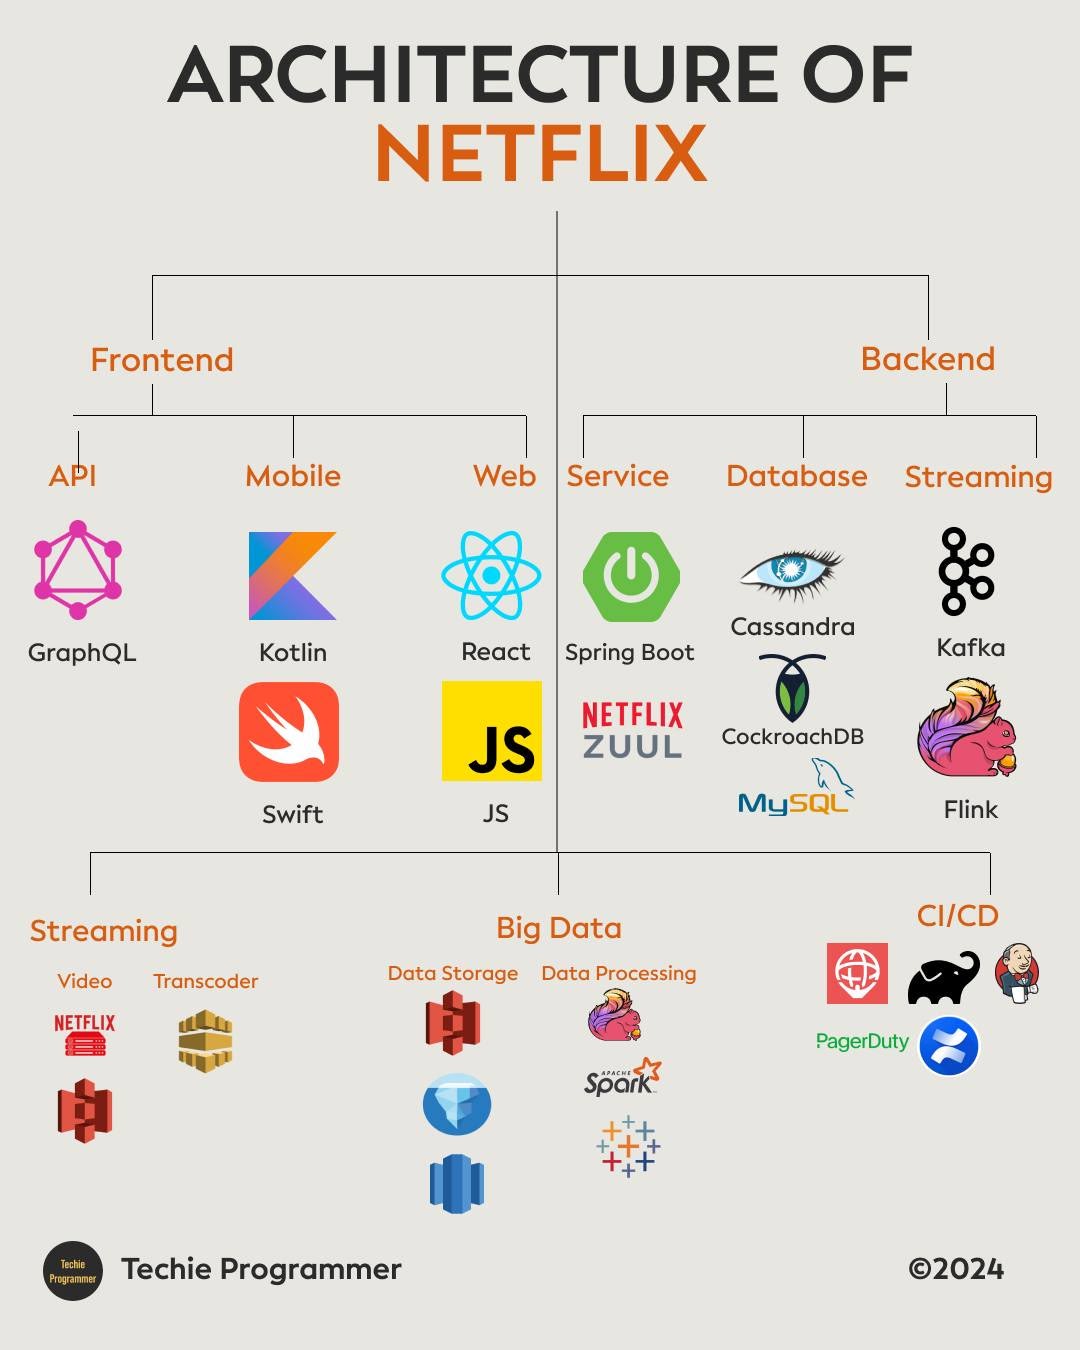 ARCHITECTURE OF
NETFLIX
Frontend
Backend
API
Mobile
Web
Service
Database
Streaming
GraphQL
Kotlin
React
Spring Boot
Cassandra
Kafka
JS
NETFLIX
ZUUL
CockroachDB
MySQL
Swift
JS
Flink
Streaming
Big Data
CI/CD
Video
Transcoder
Data Storage
Data Processing
NETFLIX
PagerDuty
APACHE
Spark
Techie
Programmer
Techie Programmer
©2024